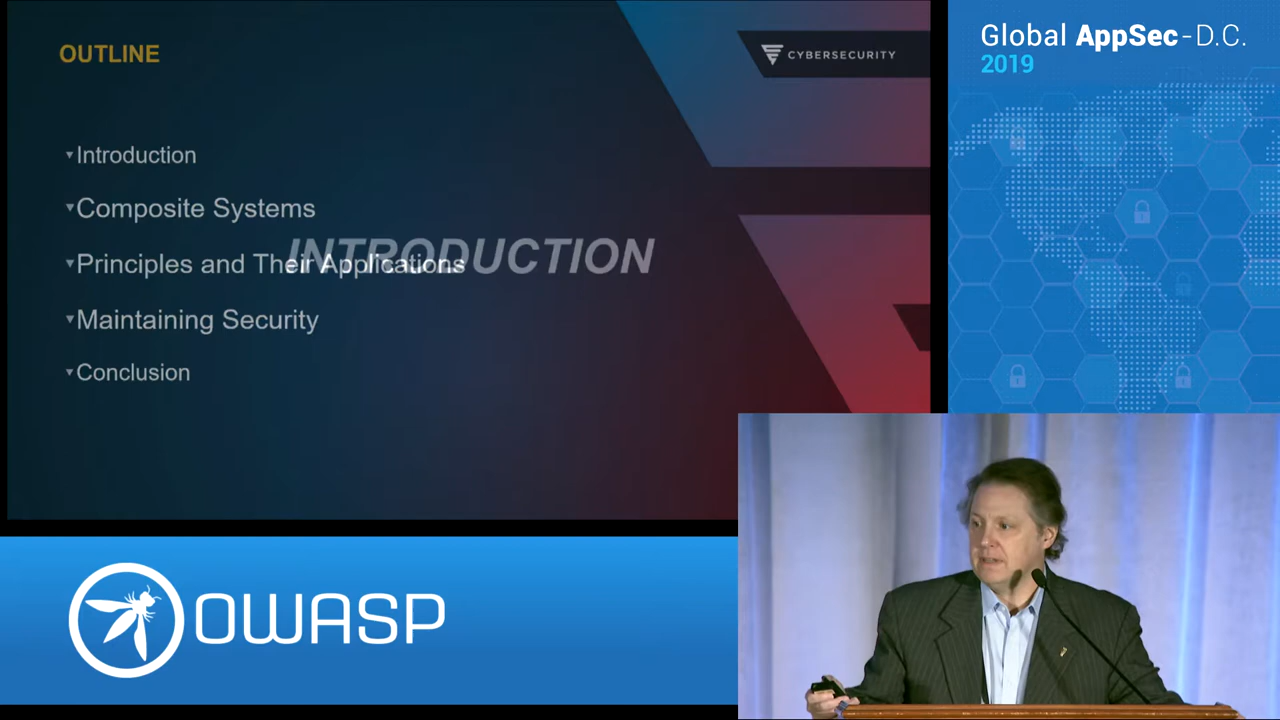 OUTLINE
CYBERSECURITY
Introduction
Composite Systems
INTRODUCTION
Principles and Their Applications
Maintaining Security
Conclusion
Global AppSec-D.C.
2019
OWASP